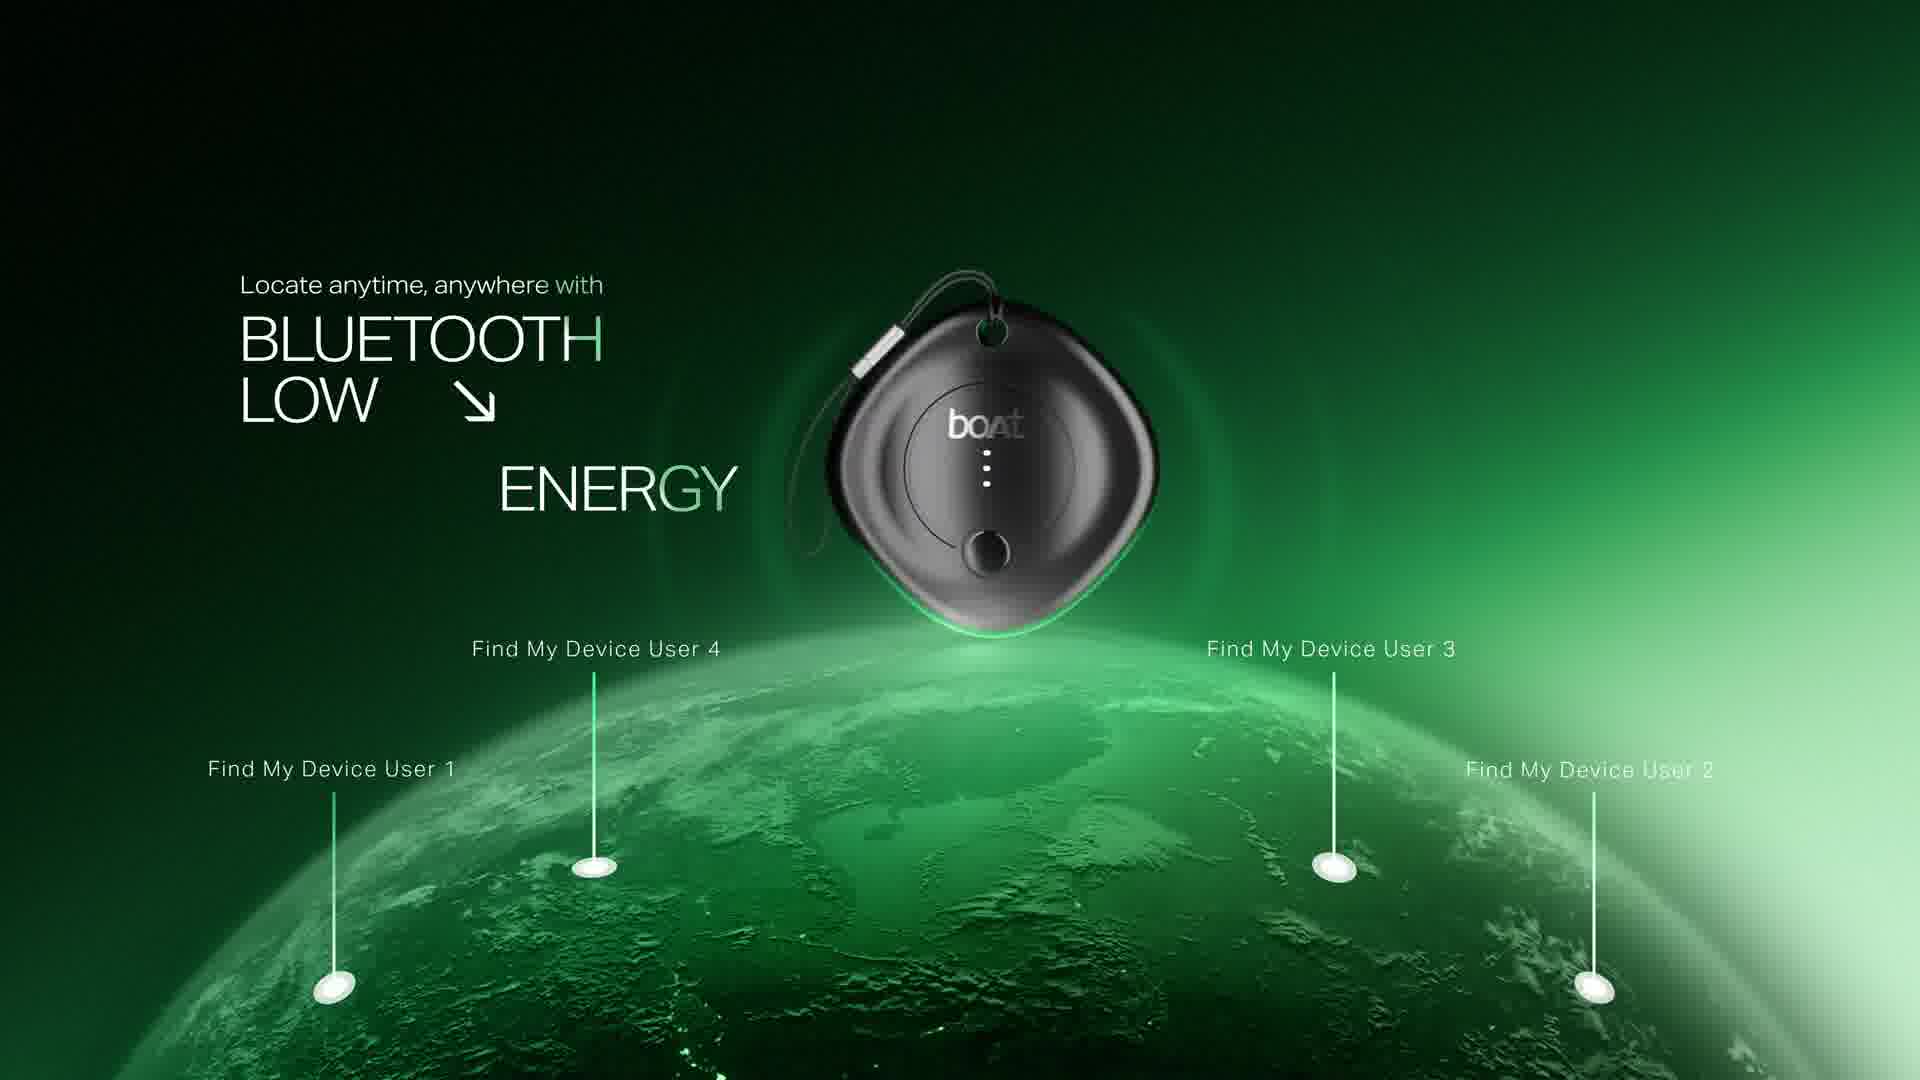 Locate anytime, anywhere with
BLUETOOTH
LOW
ENERGY
boAt
Find My Device User 4
Find My Device User 3
Find My Device User 1
Find My Device User 2